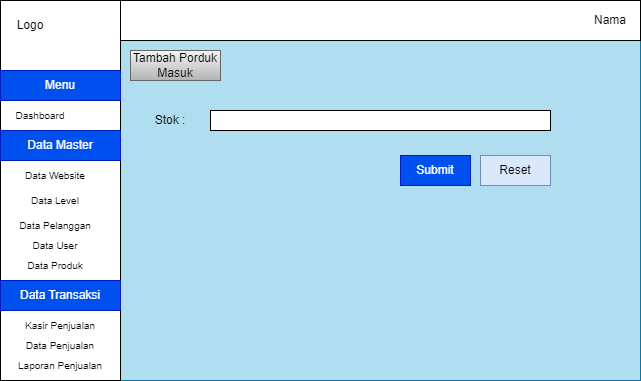 Logo
Nama
Menu
Dashboard
Data Master
Data Website
Data Level
Data Pelanggan
Data User
Data Produk
Data Transaksi
Kasir Penjualan
Data Penjualan
Laporan Penjualan
Tambah Porduk
Masuk
Stok :
Submit
Reset